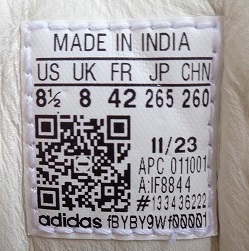 MADE IN INDIA
US UK FR JP CHN
8½ 8 42 265 260
11/23
APC 011001
A:IF8844
#133436222
adidas fBYBY9Wf00001